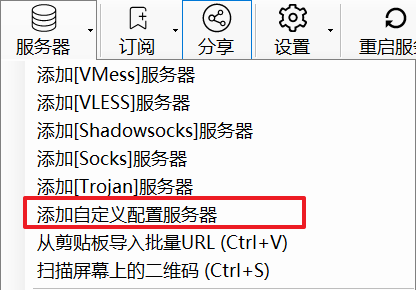 服务器 订阅 分享 设置 重启服
添加[VMess]服务器
添加[VLESS]服务器
添加[Shadowsocks]服务器
添加[Socks]服务器
添加[Trojan]服务器
添加自定义配置服务器
从剪贴板导入批量URL (Ctrl+V)
扫描屏幕上的二维码 (Ctrl+S)